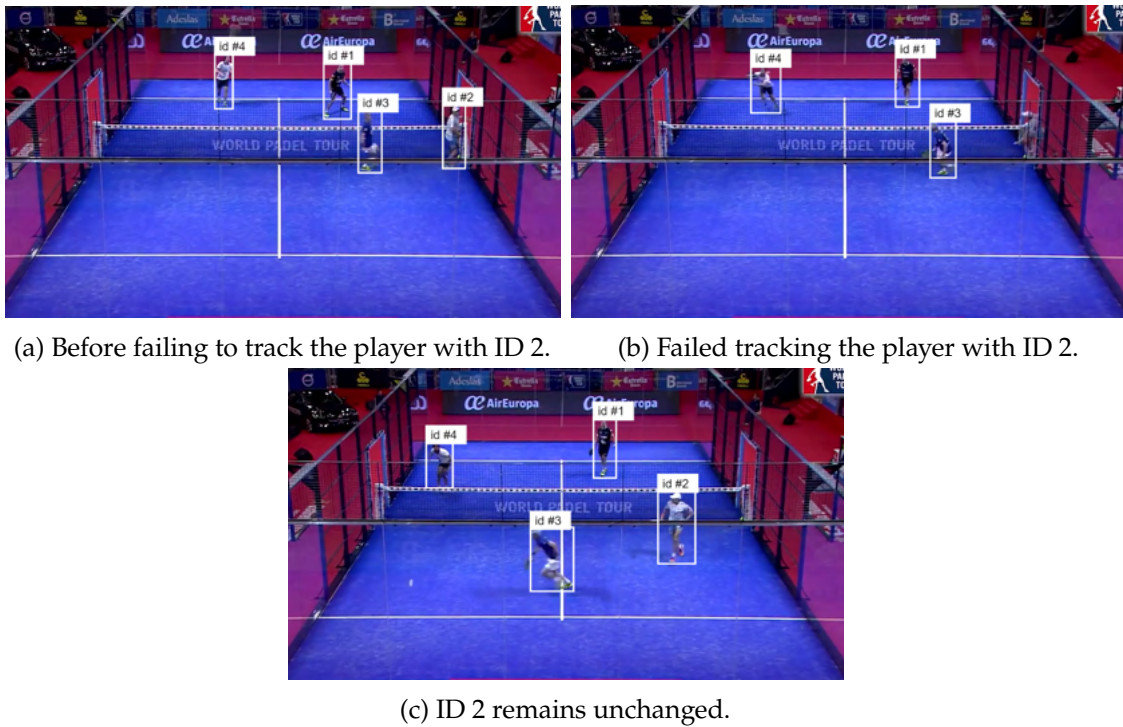 Adeslas Estrella
AirEuropa
id #4
id #1
id #3
id #2
WORLD PADEL TOUR
Adeslas Estrella
AirEuropa
id #4
id #1
id #3
WORLD PADEL TOUR
(a) Before failing to track the player with ID 2.
(b) Failed tracking the player with ID 2.
Adeslas Estrella
AirEuropa AirEuropa
id #1
id #4
id #2
id #3
WORLD PADEL TOUR
(c) ID 2 remains unchanged.